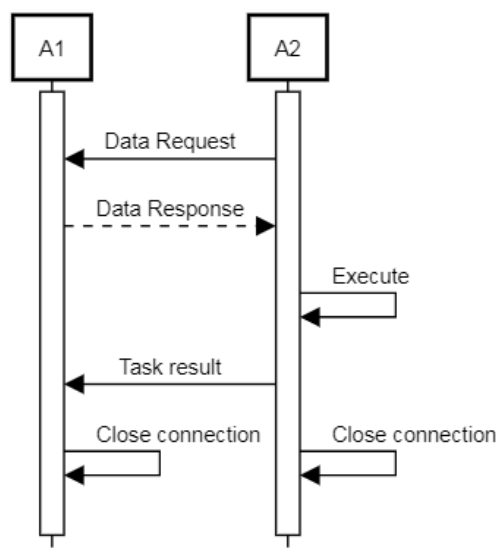 A1
A2
Data Request
Data Response
Execute
Task result
Close connection
Close connection